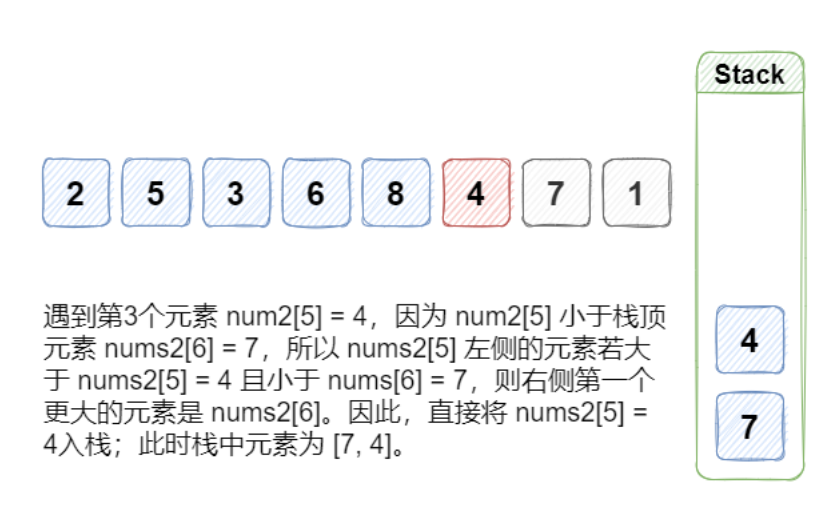 Stack
2 5 3 6 8 4 7 1
遇到第3个元素 num2[5] = 4，因为 num2[5] 小于栈顶
元素 nums2[6] = 7，所以 nums2[5] 左侧的元素若大
于 nums2[5] = 4 且小于 nums[6] = 7，则右侧第一个
更大的元素是 nums2[6]。因此，直接将 nums2[5] =
4入栈；此时栈中元素为 [7, 4]。
4
7